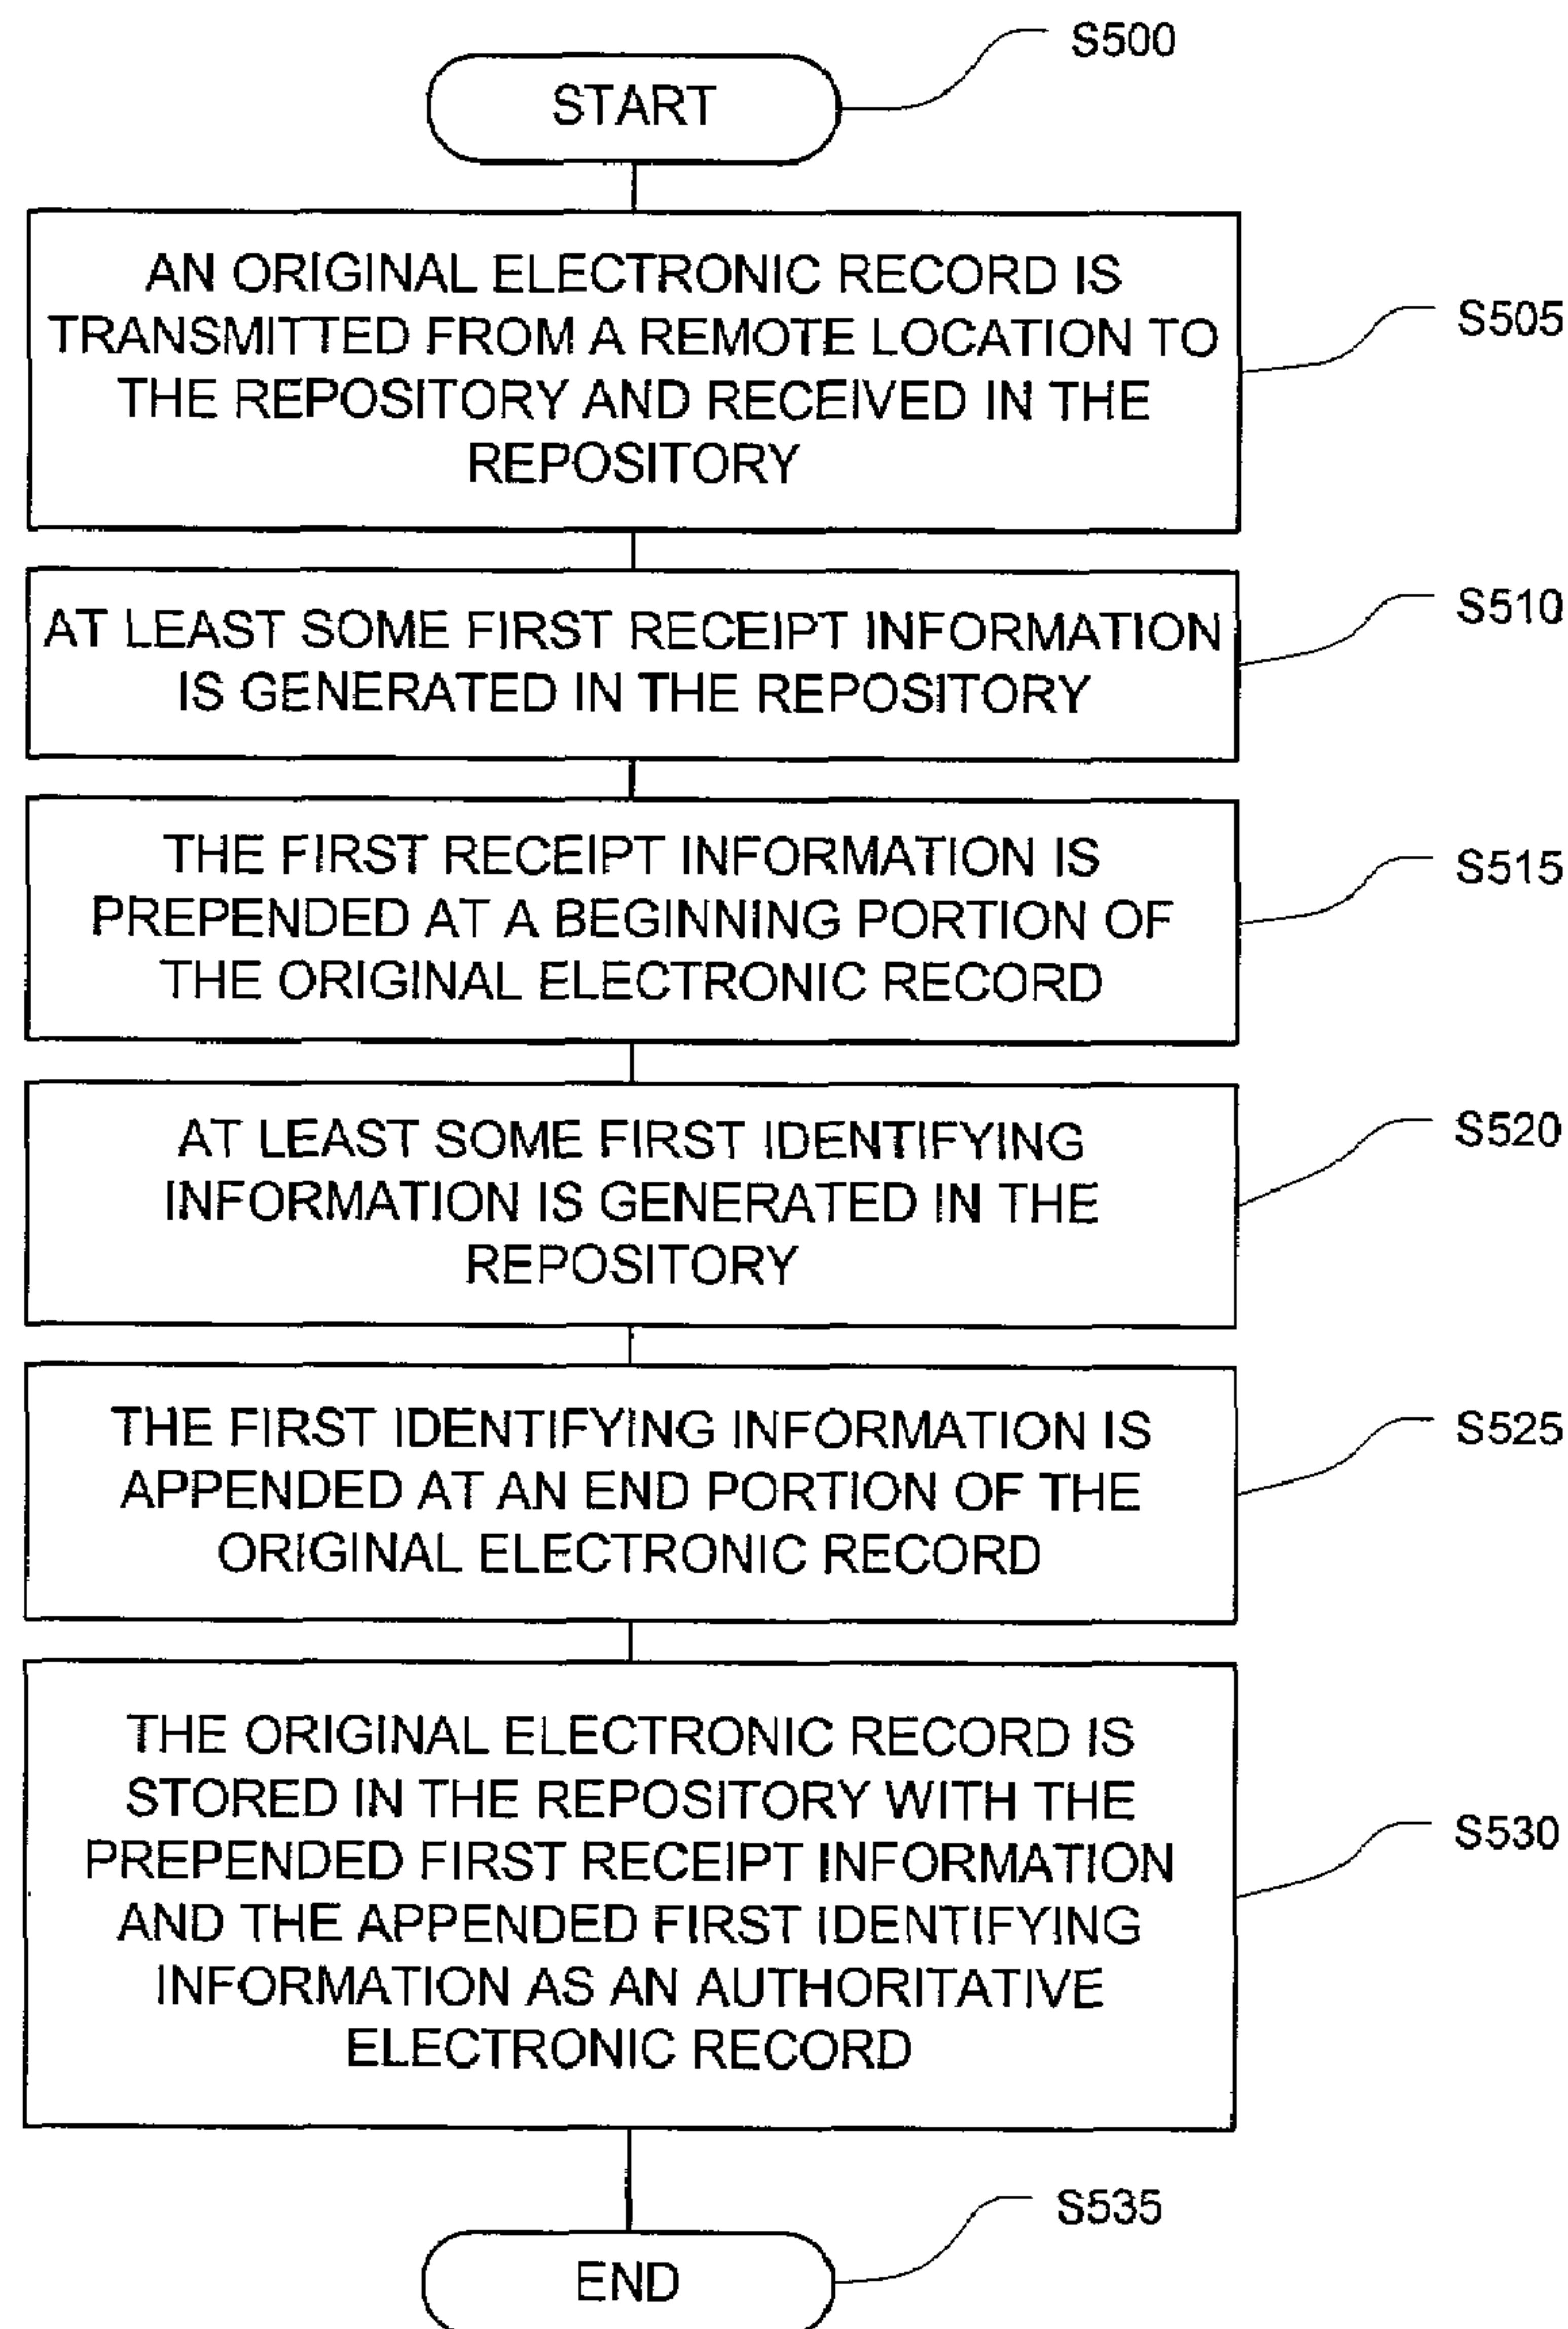 S500
START
AN ORIGINAL ELECTRONIC RECORD IS
TRANSMITTED FROM A REMOTE LOCATION TO
THE REPOSITORY AND RECEIVED IN THE
REPOSITORY
S505
AT LEAST SOME FIRST RECEIPT INFORMATION
IS GENERATED IN THE REPOSITORY
S510
THE FIRST RECEIPT INFORMATION IS
PREPENDED AT A BEGINNING PORTION OF
THE ORIGINAL ELECTRONIC RECORD
S515
AT LEAST SOME FIRST IDENTIFYING
INFORMATION IS GENERATED IN THE
REPOSITORY
S520
THE FIRST IDENTIFYING INFORMATION IS
APPENDED AT AN END PORTION OF THE
ORIGINAL ELECTRONIC RECORD
S525
THE ORIGINAL ELECTRONIC RECORD IS
STORED IN THE REPOSITORY WITH THE
PREPENDED FIRST RECEIPT INFORMATION
AND THE APPENDED FIRST IDENTIFYING
INFORMATION AS AN AUTHORITATIVE
ELECTRONIC RECORD
S530
S535
END